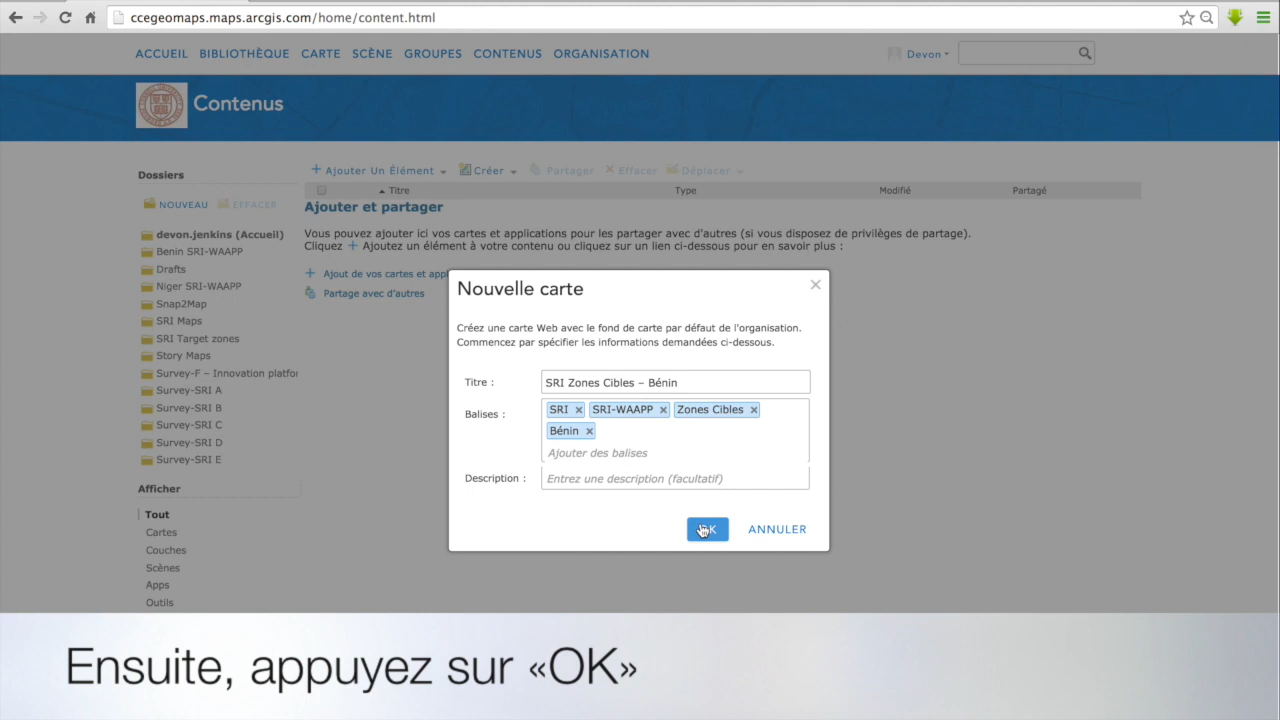 ccegeomaps.maps.arcgis.com/home/content.html
ACCUEIL BIBLIOTHÈQUE CARTE SCÈNE GROUPES CONTENUS ORGANISATION Devon
Contenus
Dossiers
Ajouter Un Élément Créer Partager Effacer Déplacer
Titre Type Modifié Partagé
NOUVEAU EFFACER
Ajouter et partager
Vous pouvez ajouter ici vos cartes et applications pour les partager avec d'autres (si vous disposez de privilèges de partage).
Cliquez + Ajoutez un élément à votre contenu ou cliquez sur un lien ci-dessous pour en savoir plus :
Ajout de vos cartes et appl
Partage avec d'autres
devon.jenkins (Accueil)
Benin SRI-WAAPP
Drafts
Niger SRI-WAAPP
Snap2Map
SRI Maps
SRI Target zones
Story Maps
Survey-F – Innovation platfor
Survey-SRI A
Survey-SRI B
Survey-SRI C
Survey-SRI D
Survey-SRI E
Afficher
Tout
Cartes
Couches
Scènes
Apps
Outils
Nouvelle carte
Créez une carte Web avec le fond de carte par défaut de l'organisation.
Commencez par spécifier les informations demandées ci-dessous.
Titre : SRI Zones Cibles – Bénin
Balises : SRI × SRI-WAAPP × Zones Cibles ×
Bénin ×
Ajouter des balises
Description : Entrez une description (facultatif)
ANNULER
Ensuite, appuyez sur «OK»